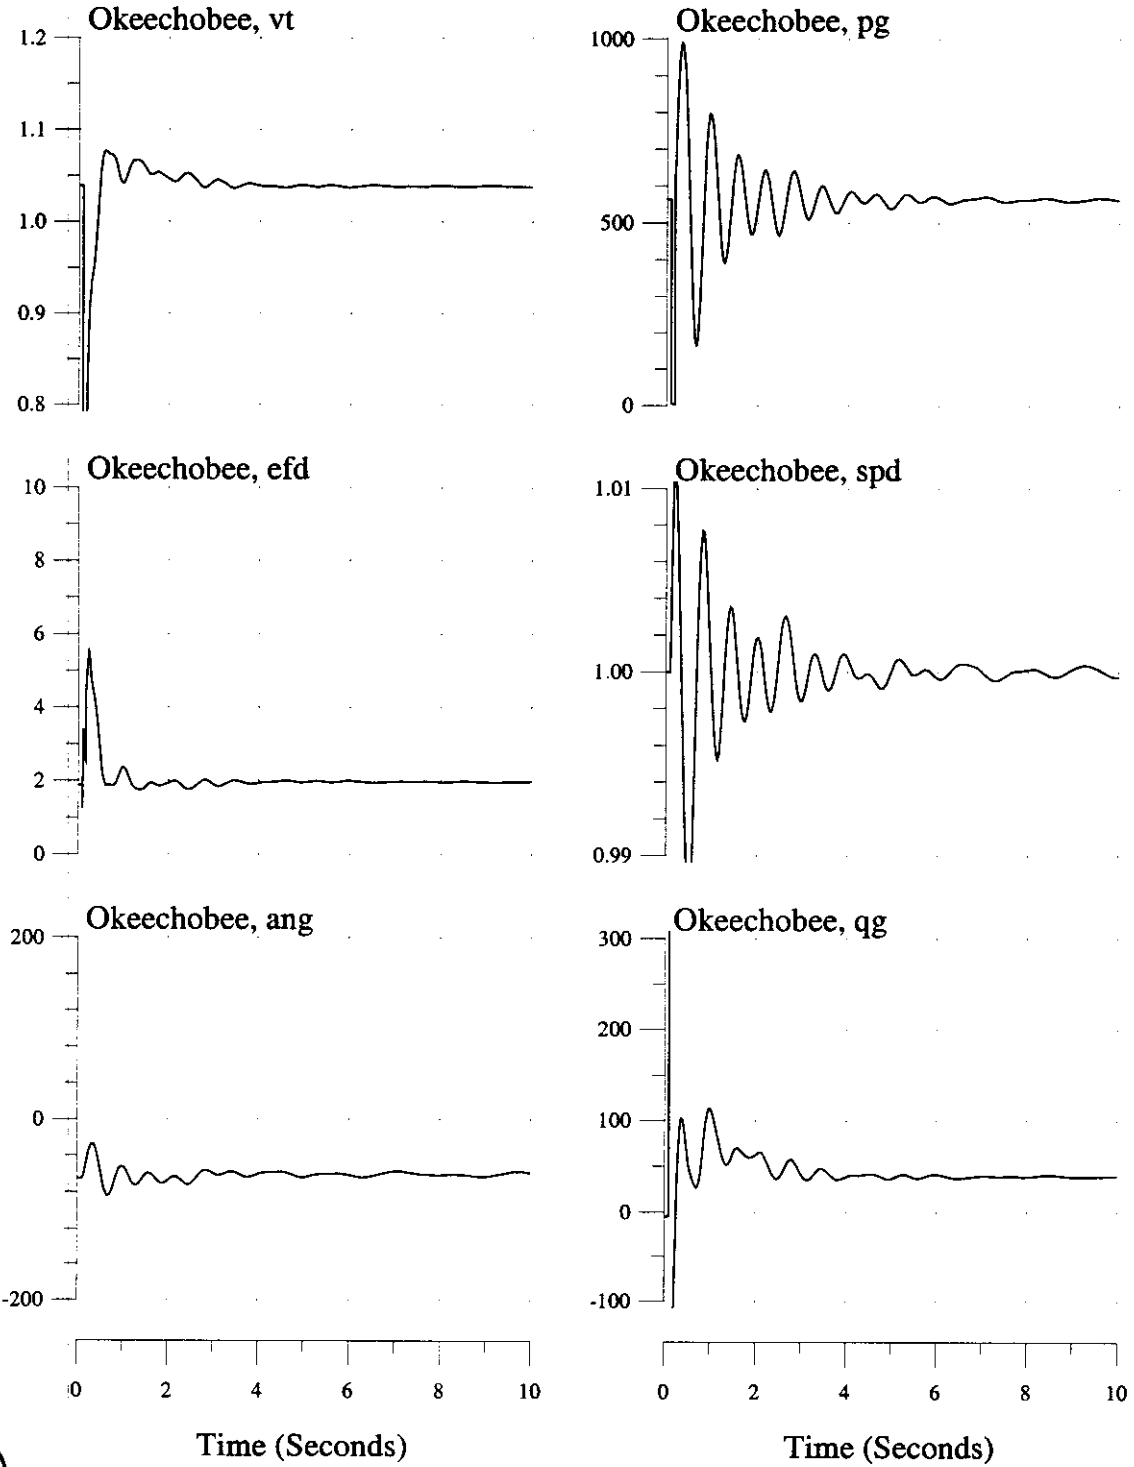 Okeechobee, vt
1.2
1.1
1.0
0.9
0.8
Okeechobee, pg
1000
500
0
Okeechobee, efd
10
8
6
4
2
0
Okeechobee, spd
1.01
1.00
0.99
Okeechobee, ang
200
0
-200
Okeechobee, qg
300
200
100
0
-100
0 2 4 6 8 10
Time (Seconds)
0 2 4 6 8 10
Time (Seconds)